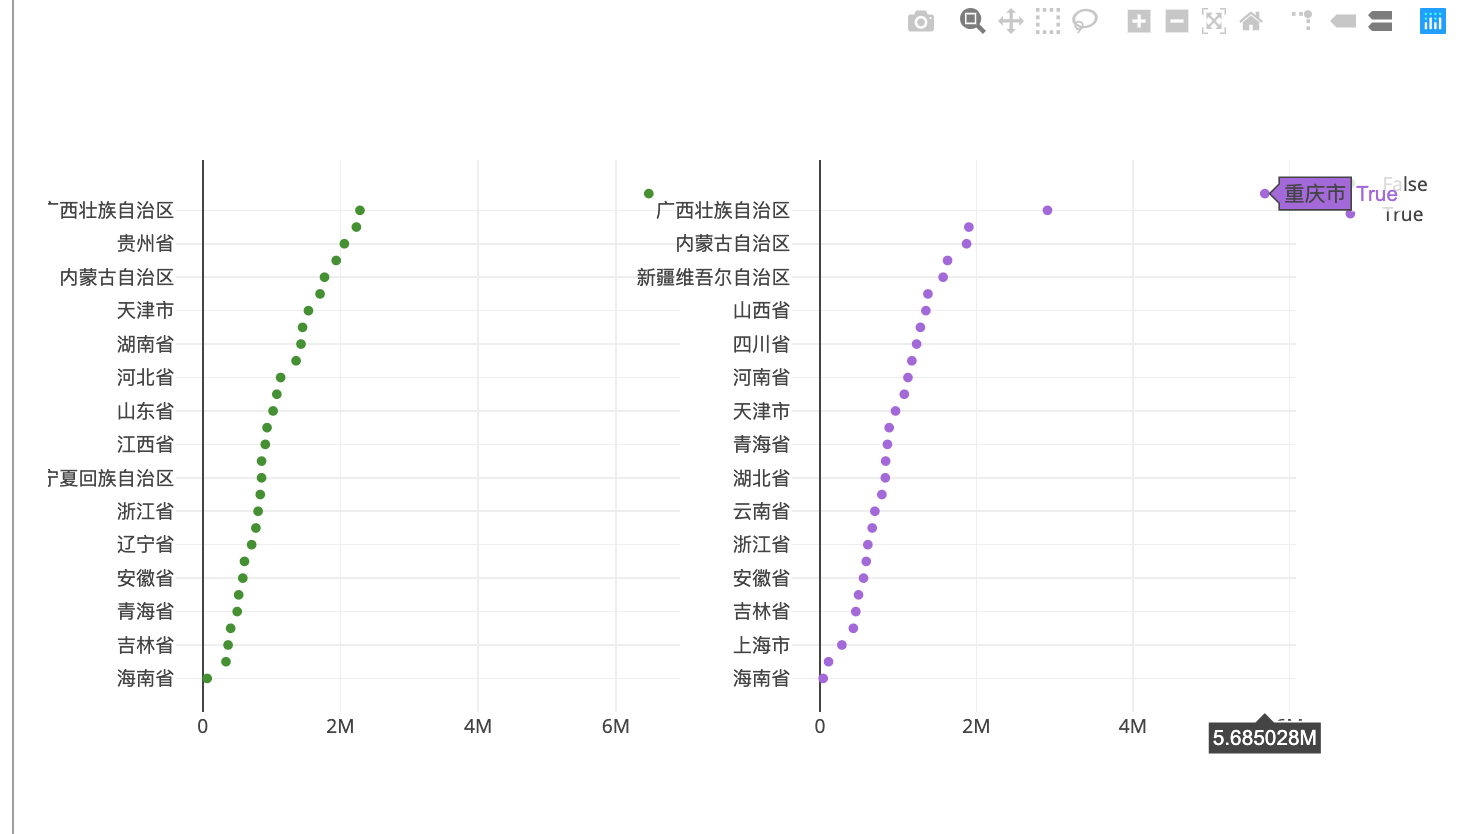 False
重庆市 True
True
西壮族自治区
贵州省
内蒙古自治区
天津市
湖南省
河北省
山东省
江西省
夏回族自治区
浙江省
辽宁省
安徽省
青海省
吉林省
海南省
0 2M 4M 6M
广西壮族自治区
内蒙古自治区
新疆维吾尔自治区
山西省
四川省
河南省
天津市
青海省
湖北省
云南省
浙江省
安徽省
吉林省
上海市
海南省
0 2M 4M
5.685028M